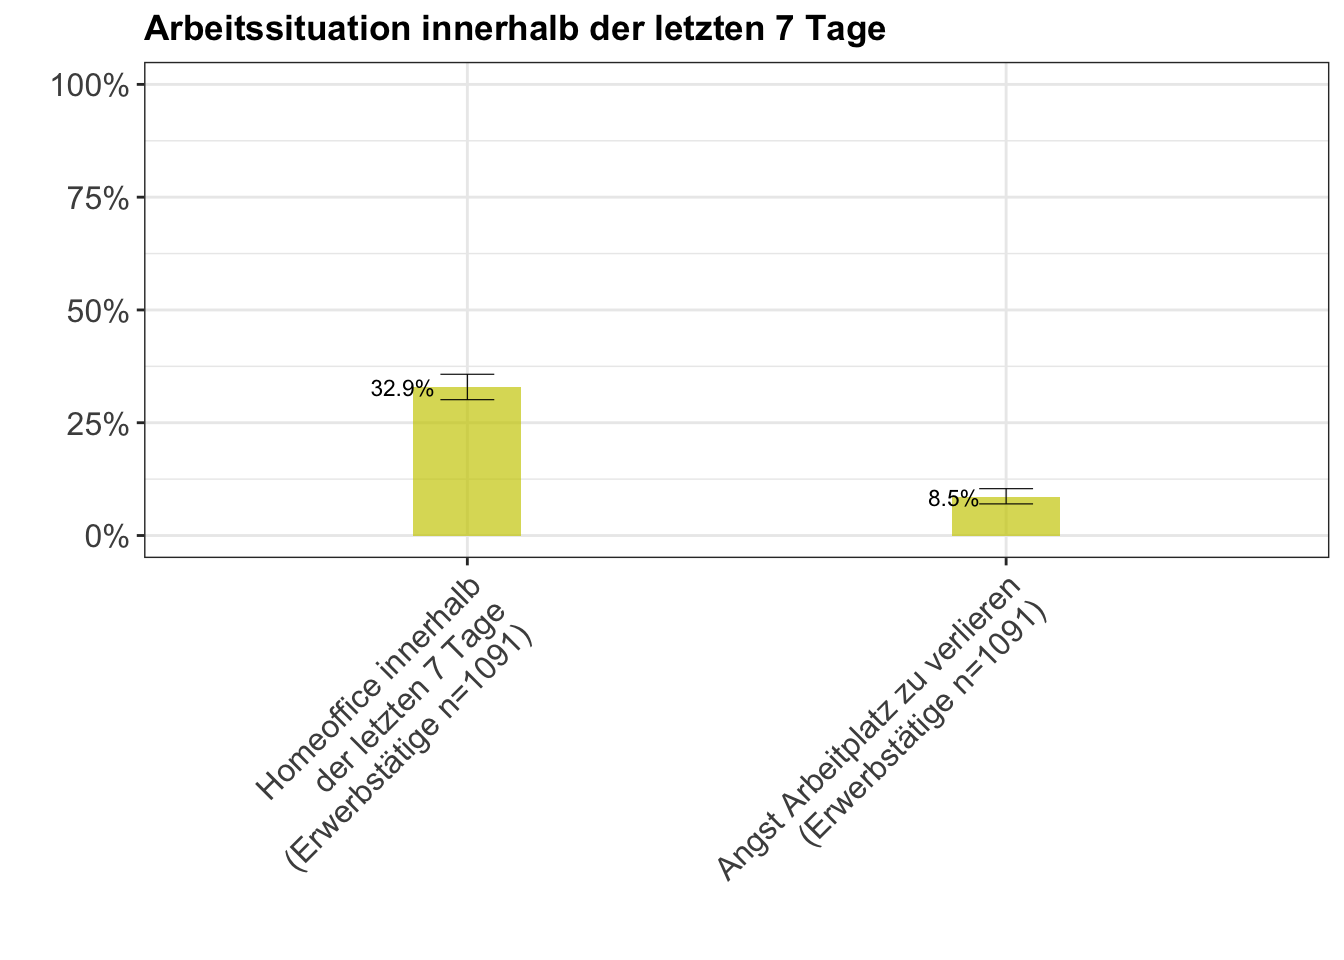 Arbeitssituation innerhalb der letzten 7 Tage
100%
75%
50%
25%
0%
32.9%
8.5%
Homeoffice innerhalb
der letzten 7 Tage
(Erwerbstätige n=1091)
Angst Arbeitplatz zu verlieren
(Erwerbstätige n=1091)